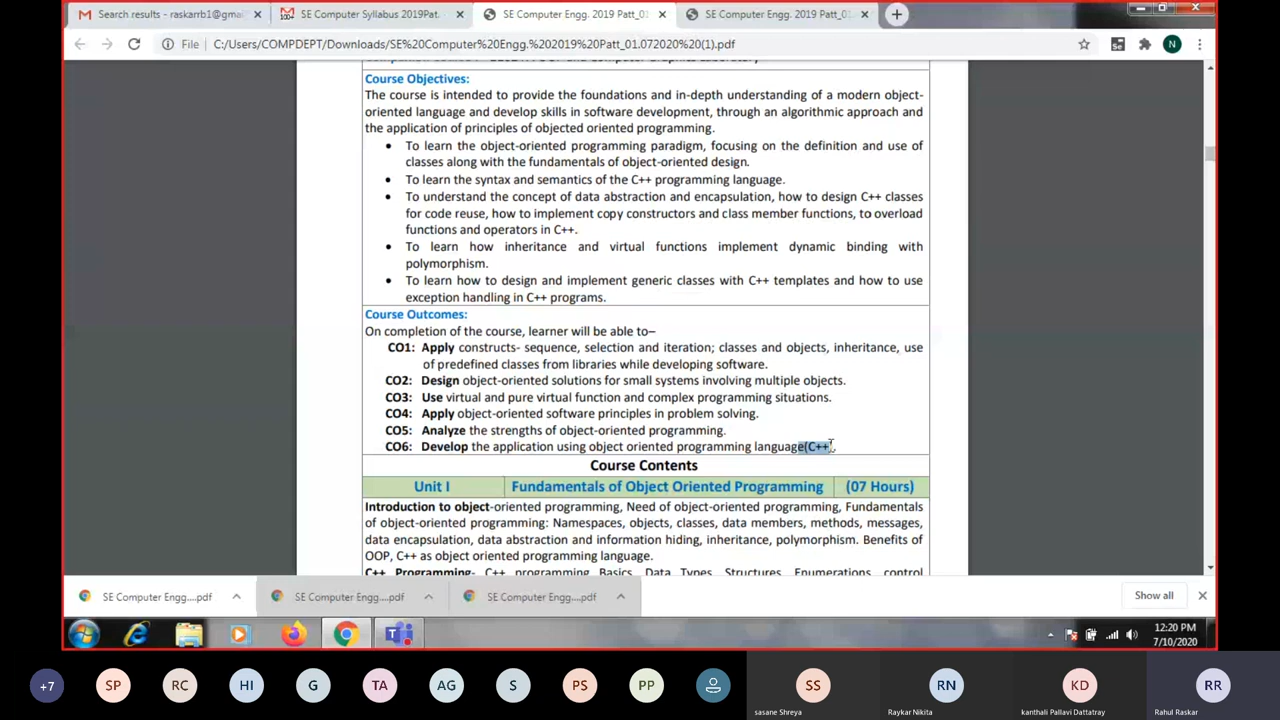 Search results - raskarrb1@gmai
SE Computer Syllabus 2019Pat.
SE Computer Engg. 2019 Patt_01.
SE Computer Engg. 2019 Patt_01.
File C:/Users/COMPDEPT/Downloads/SE%20Computer%20Engg.%202019%20Patt_01.072020%20(1).pdf
N
Course Objectives:
The course is intended to provide the foundations and in-depth understanding of a modern object-
oriented language and develop skills in software development, through an algorithmic approach and
the application of principles of objected oriented programming.
• To learn the object-oriented programming paradigm, focusing on the definition and use of
classes along with the fundamentals of object-oriented design.
• To learn the syntax and semantics of the C++ programming language.
• To understand the concept of data abstraction and encapsulation, how to design C++ classes
for code reuse, how to implement copy constructors and class member functions, to overload
functions and operators in C++.
• To learn how inheritance and virtual functions implement dynamic binding with
polymorphism.
• To learn how to design and implement generic classes with C++ templates and how to use
exception handling in C++ programs.
Course Outcomes:
On completion of the course, learner will be able to–
CO1: Apply constructs- sequence, selection and iteration; classes and objects, inheritance, use
of predefined classes from libraries while developing software.
CO2: Design object-oriented solutions for small systems involving multiple objects.
CO3: Use virtual and pure virtual function and complex programming situations.
CO4: Apply object-oriented software principles in problem solving.
CO5: Analyze the strengths of object-oriented programming.
CO6: Develop the application using object oriented programming language(C++).
Course Contents
Unit I Fundamentals of Object Oriented Programming (07 Hours)
Introduction to object-oriented programming, Need of object-oriented programming, Fundamentals
of object-oriented programming: Namespaces, objects, classes, data members, methods, messages,
data encapsulation, data abstraction and information hiding, inheritance, polymorphism. Benefits of
OOP, C++ as object oriented programming language.
C++ Programming- C++ programming Basics, Data Types, Structures, Enumerations, control
SE Computer Engg....pdf
SE Computer Engg....pdf
SE Computer Engg....pdf
Show all
12:20 PM
7/10/2020
+7 SP RC HI G TA AG S PS PP SS RN KD RR
sasane Shreya
Raykar Nikita
kanthali Pallavi Dattatray
Rahul Raskar